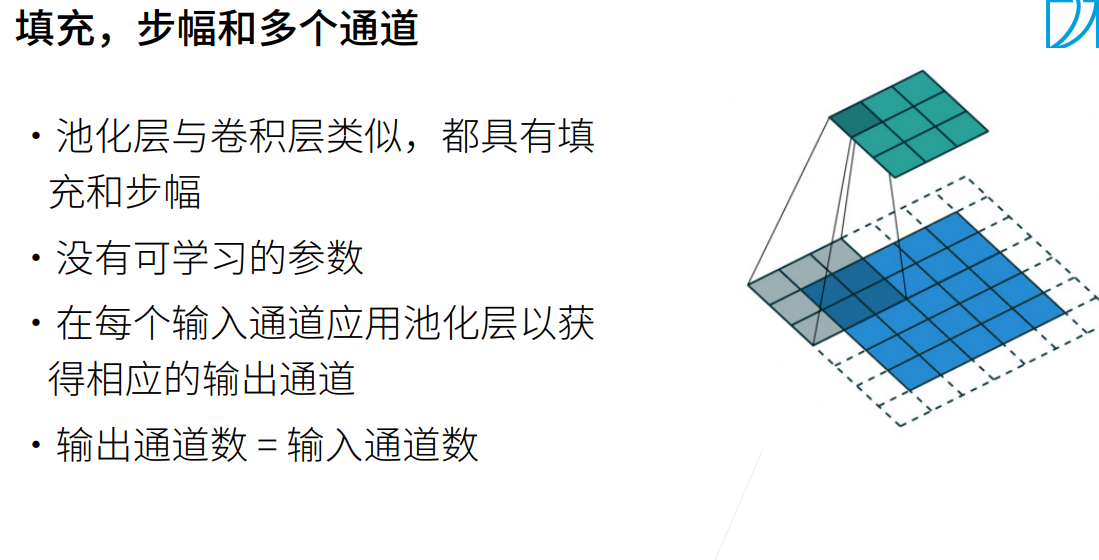 填充，步幅和多个通道
• 池化层与卷积层类似，都具有填
充和步幅
• 没有可学习的参数
• 在每个输入通道应用池化层以获
得相应的输出通道
• 输出通道数 = 输入通道数